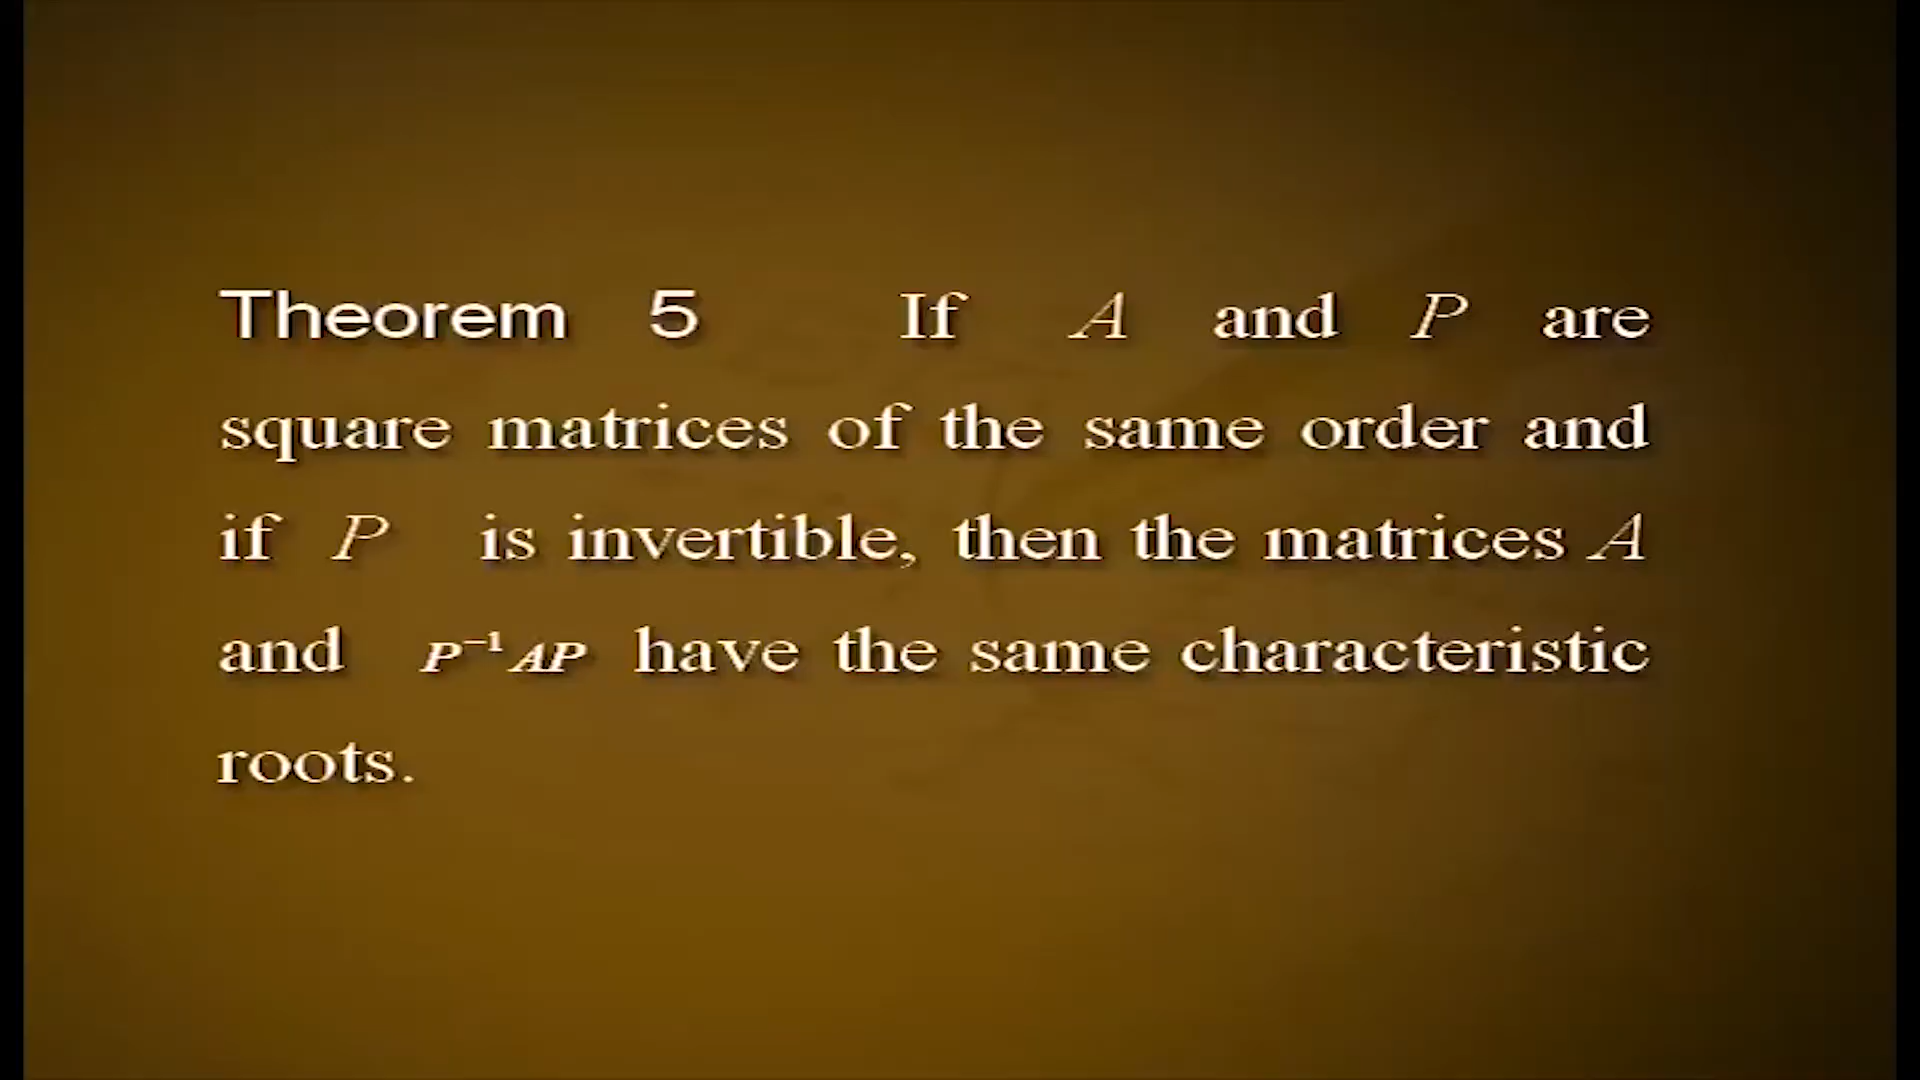 Theorem 5 If A and P are
square matrices of the same order and
if P is invertible, then the matrices A
and P⁻¹AP have the same characteristic
roots.